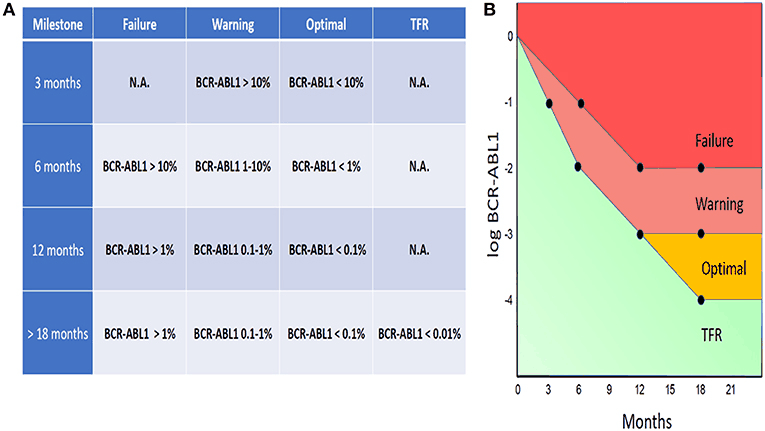 A
Milestone Failure Warning Optimal TFR
3 months N.A. BCR-ABL1 > 10% BCR-ABL1 < 10% N.A.
6 months BCR-ABL1 > 10% BCR-ABL1 1-10% BCR-ABL1 < 1% N.A.
12 months BCR-ABL1 > 1% BCR-ABL1 0.1-1% BCR-ABL1 < 0.1% N.A.
> 18 months BCR-ABL1 > 1% BCR-ABL1 0.1-1% BCR-ABL1 < 0.1% BCR-ABL1 < 0.01%
B
log BCR-ABL1
0
-1
-2
-3
-4
Failure
Warning
Optimal
TFR
0 3 6 9 12 15 18 21
Months